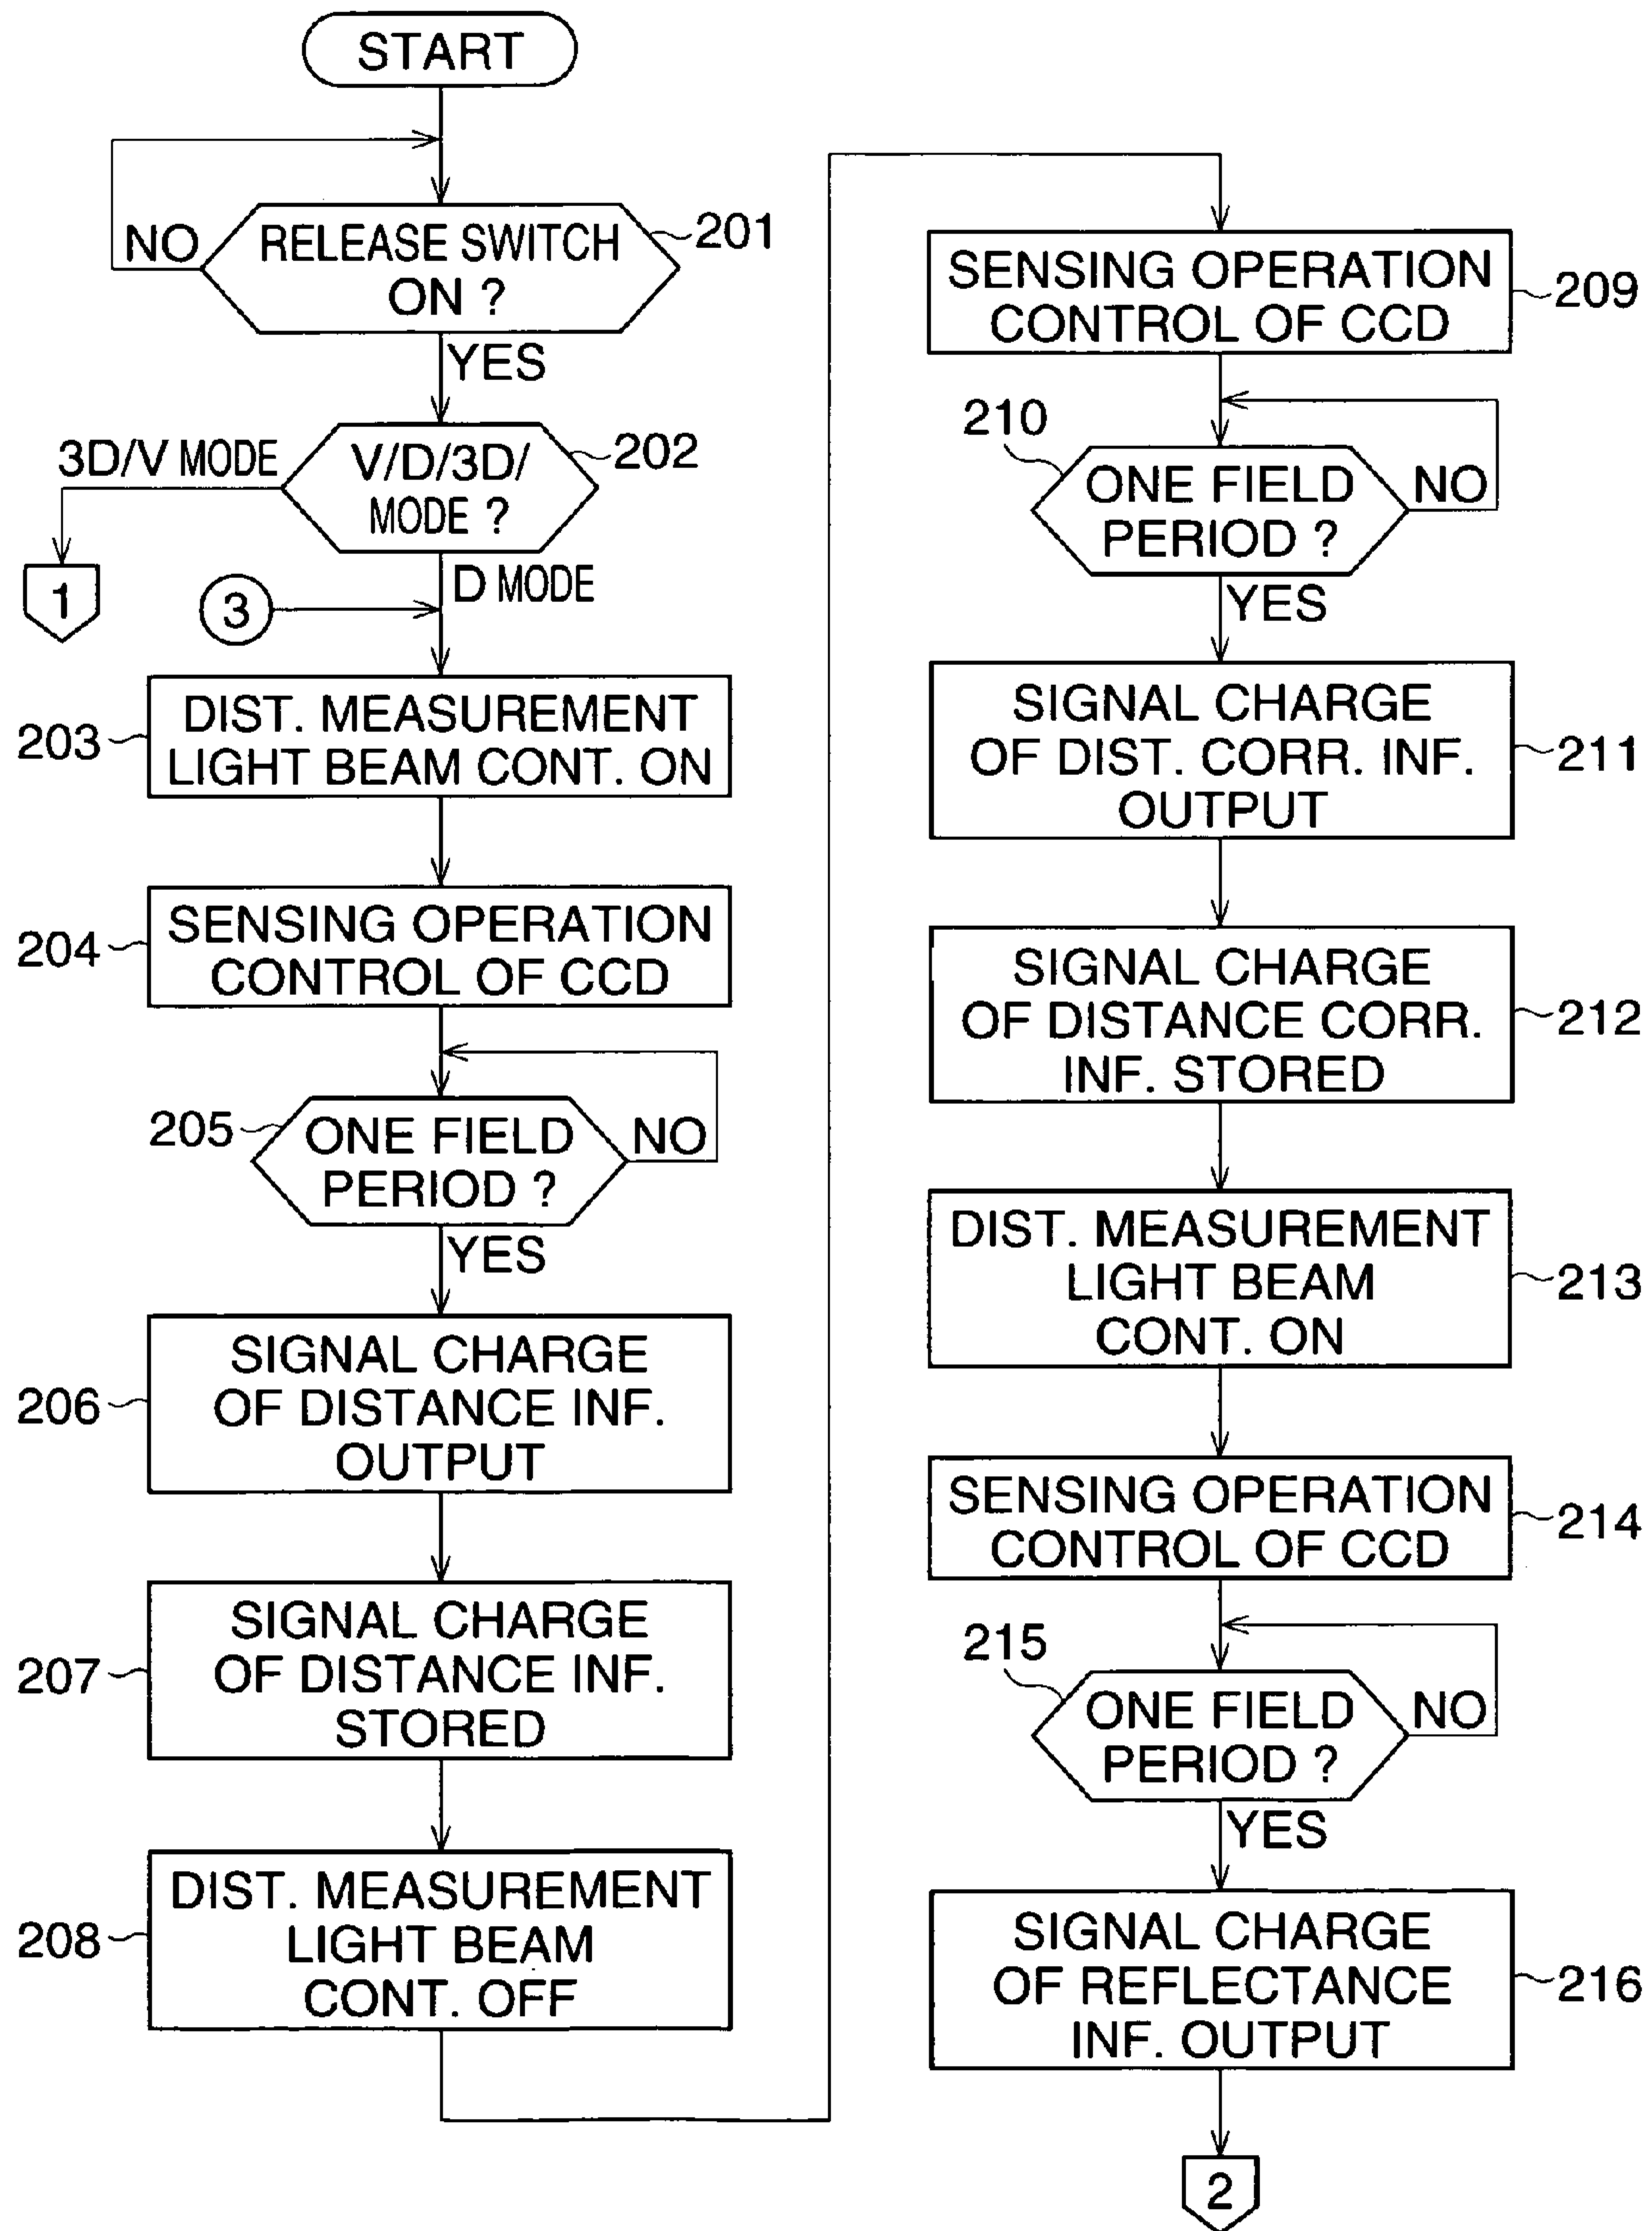 START
NO
RELEASE SWITCH
ON ?
201
YES
3D/V MODE
V/D/3D/
MODE ?
202
1
D MODE
3
DIST. MEASUREMENT
LIGHT BEAM CONT. ON
203
SENSING OPERATION
CONTROL OF CCD
204
205
ONE FIELD
PERIOD ?
NO
YES
SIGNAL CHARGE
OF DISTANCE INF.
OUTPUT
206
SIGNAL CHARGE
OF DISTANCE INF.
STORED
207
DIST. MEASUREMENT
LIGHT BEAM
CONT. OFF
208
SENSING OPERATION
CONTROL OF CCD
209
210
ONE FIELD
PERIOD ?
NO
YES
SIGNAL CHARGE
OF DIST. CORR. INF.
OUTPUT
211
SIGNAL CHARGE
OF DISTANCE CORR.
INF. STORED
212
DIST. MEASUREMENT
LIGHT BEAM
CONT. ON
213
SENSING OPERATION
CONTROL OF CCD
214
215
ONE FIELD
PERIOD ?
NO
YES
SIGNAL CHARGE
OF REFLECTANCE
INF. OUTPUT
216
2